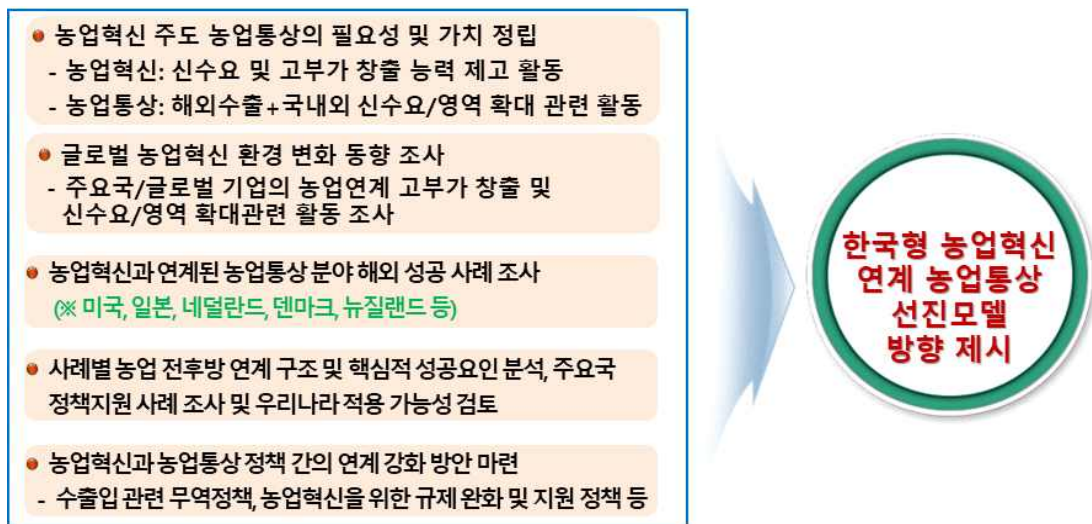 • 농업혁신 주도 농업통상의 필요성 및 가치 정립
- 농업혁신: 신수요 및 고부가 창출 능력 제고 활동
- 농업통상: 해외수출+국내외 신수요/영역 확대 관련 활동
• 글로벌 농업혁신 환경 변화 동향 조사
- 주요국/글로벌 기업의 농업연계 고부가 창출 및
신수요/영역 확대관련 활동 조사
• 농업혁신과 연계된 농업통상 분야 해외 성공 사례 조사
(※ 미국, 일본, 네덜란드, 덴마크, 뉴질랜드 등)
• 사례별 농업 전후방 연계 구조 및 핵심적 성공요인 분석, 주요국
정책지원 사례 조사 및 우리나라 적용 가능성 검토
• 농업혁신과 농업통상 정책 간의 연계 강화 방안 마련
- 수출입 관련 무역정책, 농업혁신을 위한 규제 완화 및 지원 정책 등
한국형 농업혁신
연계 농업통상
선진모델
방향 제시